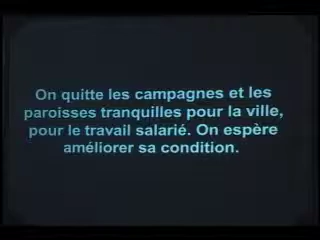 On quitte les campagnes et les
paroisses tranquilles pour la ville,
pour le travail salarié. On espère
améliorer sa condition.